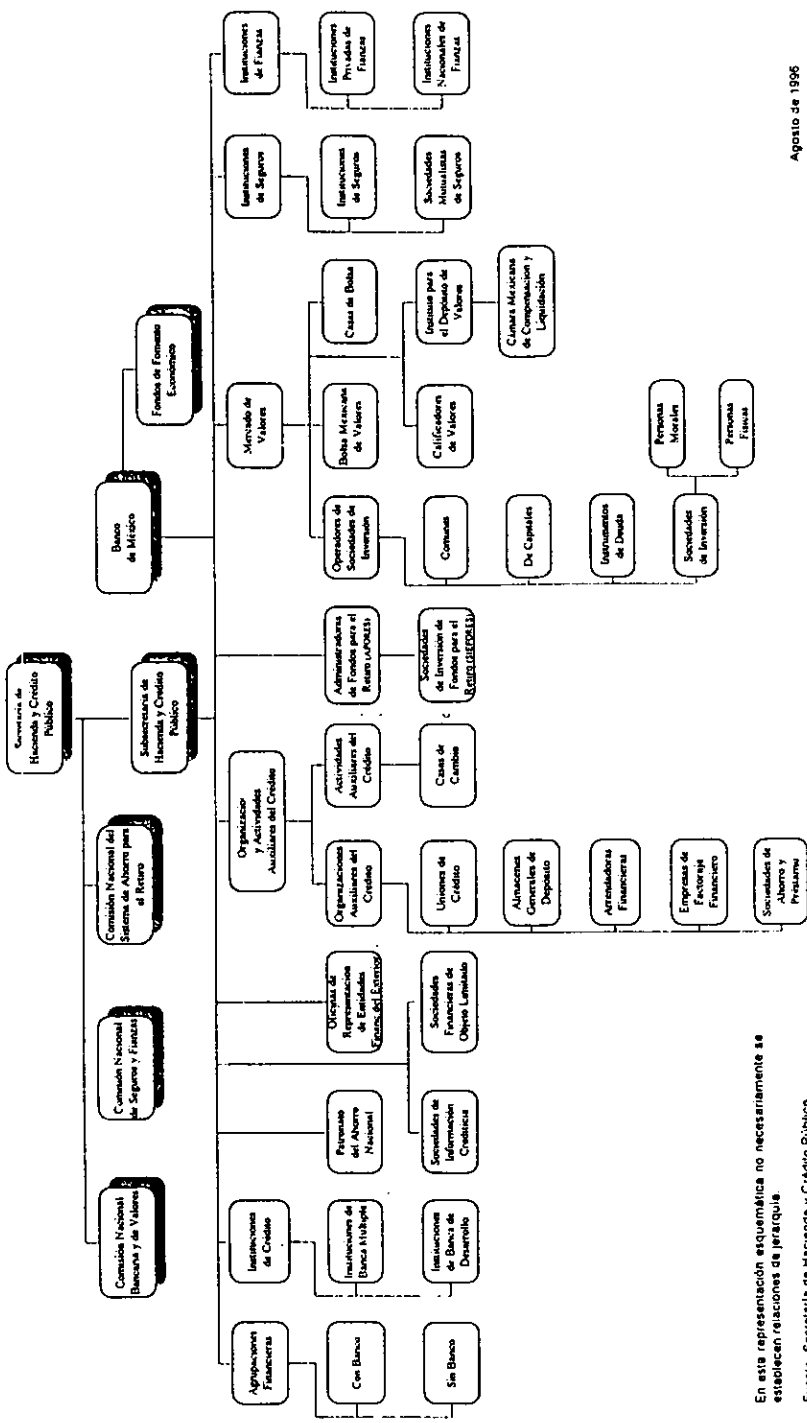 Secretaría de
Hacienda y Crédito
Público
Banco
de México
Fondos de Fomento
Económico
Subsecretaría de
Hacienda y Crédito
Público
Comisión Nacional
Bancaria y de Valores
Comisión Nacional
de Seguros y Fianzas
Comisión Nacional del
Sistema de Ahorro para
el Retiro
Agrupaciones
Financieras
Con Banco
Sin Banco
Instituciones
de Crédito
Instituciones de
Banca Múltiple
Instituciones
de Banca de
Desarrollo
Patronato
del Ahorro
Nacional
Oficinas de
Representación
de Entidades
Financ. del Exterior
Sociedades de
Información
Crediticia
Sociedades
Financieras de
Objeto Limitado
Organización
y Actividades
Auxiliares del Crédito
Organizaciones
Auxiliares del
Crédito
Uniones de
Crédito
Almacenes
Generales de
Depósito
Arrendadoras
Financieras
Empresas de
Factoraje
Financiero
Sociedades de
Ahorro y
Préstamo
Actividades
Auxiliares del
Crédito
Casas de
Cambio
Administradoras
de Fondos para el
Retiro (AFORES)
Sociedades
de Inversión de
Fondos para el
Retiro (SIEFORES)
Mercado de
Valores
Operadores de
Sociedades de
Inversión
Comunes
De Capitales
Instrumentos
de Deuda
Sociedades
de Inversión
Personas
Morales
Personas
Físicas
Bolsa Mexicana
de Valores
Casas de Bolsa
Calificadores
de Valores
Instituto para
el Depósito de
Valores
Cámara Mexicana
de Compensación y
Liquidación
Instituciones
de Seguros
Instituciones
de Seguros
Sociedades
Mutualistas
de Seguros
Instituciones
de Fianzas
Instituciones
Privadas de
Fianzas
Instituciones
Nacionales de
Fianzas
En esta representación esquemática no necesariamente se
establecen relaciones de jerarquía.
Fuente: Secretaría de Hacienda y Crédito Público
Agosto de 1996